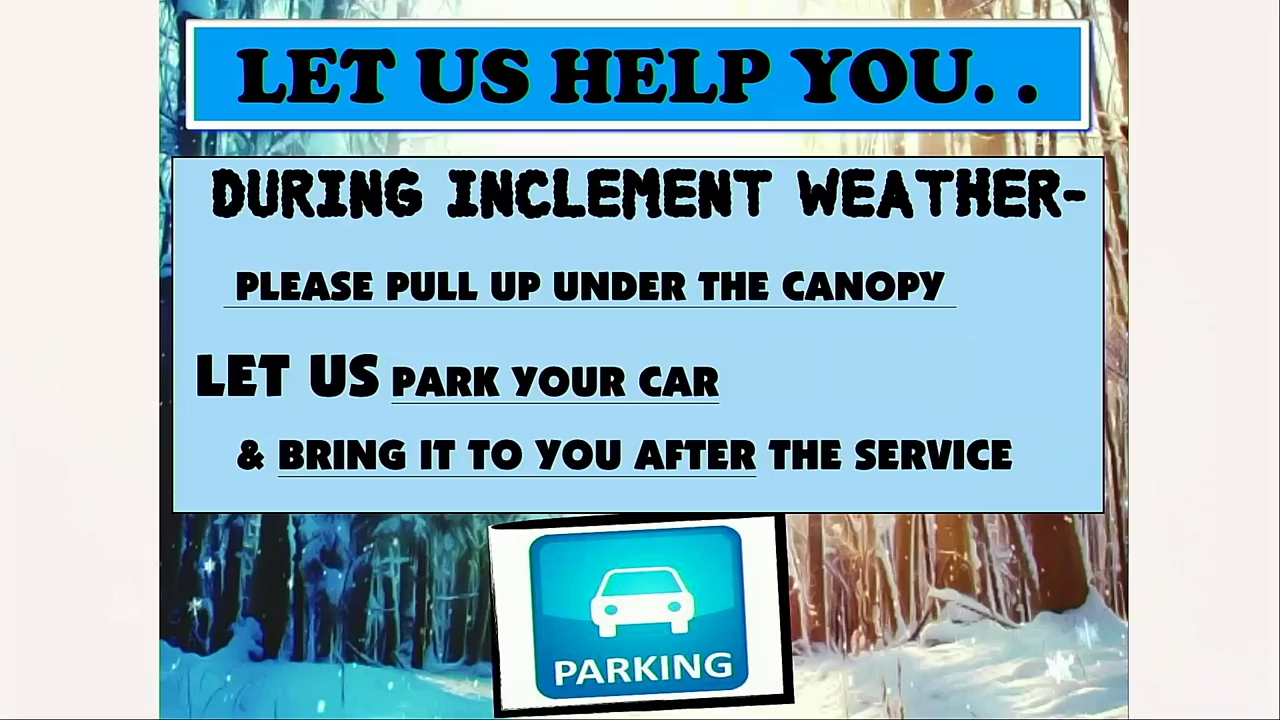 LET US HELP YOU. .
DURING INCLEMENT WEATHER-
PLEASE PULL UP UNDER THE CANOPY
LET US PARK YOUR CAR
& BRING IT TO YOU AFTER THE SERVICE
PARKING